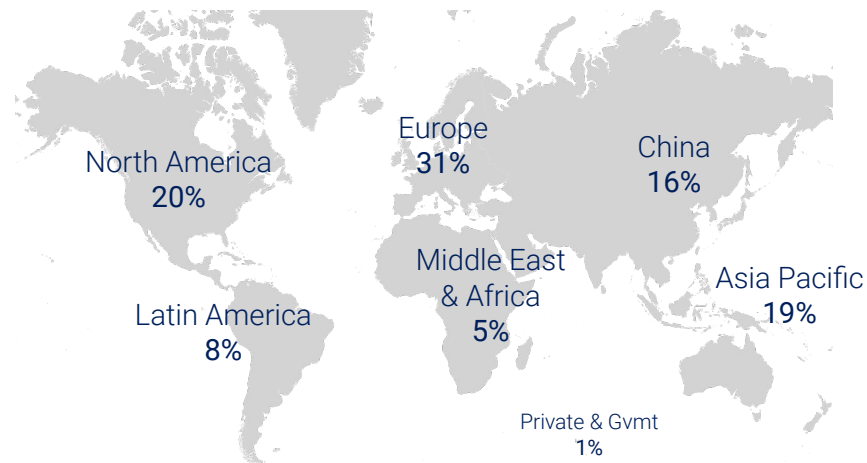 Europe
31%
North America
20%
China
16%
Middle East
& Africa
5%
Asia Pacific
19%
Latin America
8%
Private & Gvmt
1%